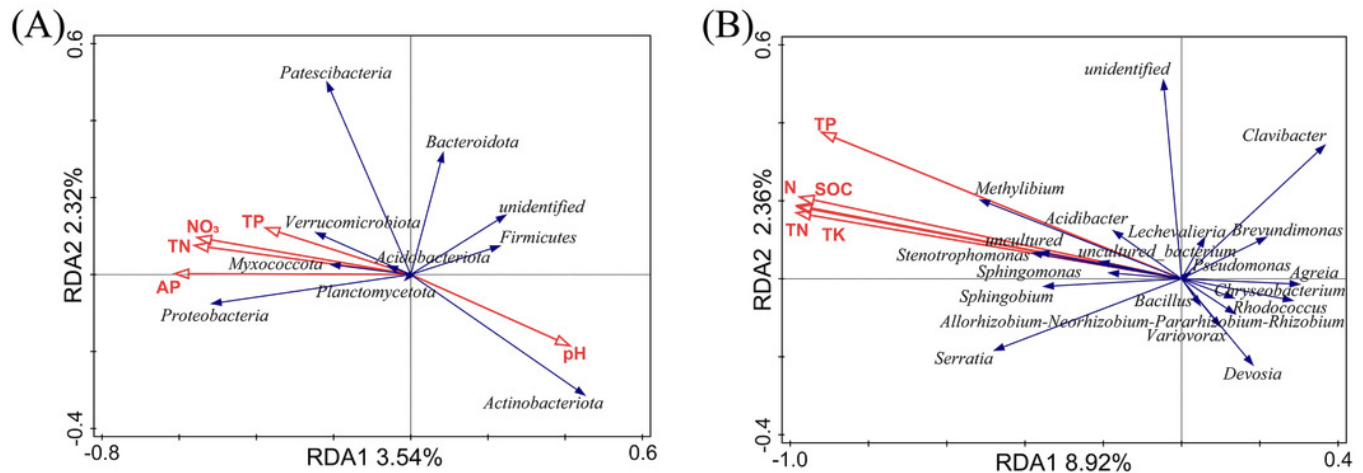 (A)
0.6
RDA2 2.32%
-0.4
Patescibacteria
Bacteroidota
unidentified
Firmicutes
Verrucomicrobiota
Acidobacteriota
TP
NO₃
TN
Myxococcota
AP
Planctomycetota
Proteobacteria
pH
Actinobacteriota
-0.8
RDA1 3.54%
0.6
(B)
0.6
RDA2 2.36%
-0.4
unidentified
TP
Clavibacter
N
SOC
Methylibium
Acidibacter
Lechevalieria
Brevundimonas
TN
TK
uncultured
uncultured_bacterium
Stenotrophomonas
Pseudomonas
Sphingomonas
Agreia
Sphingobium
Chryseobacterium
Bacillus
Rhodococcus
Allorhizobium-Neorhizobium-Pararhizobium-Rhizobium
Variovorax
Serratia
Devosia
-1.0
RDA1 8.92%
0.4